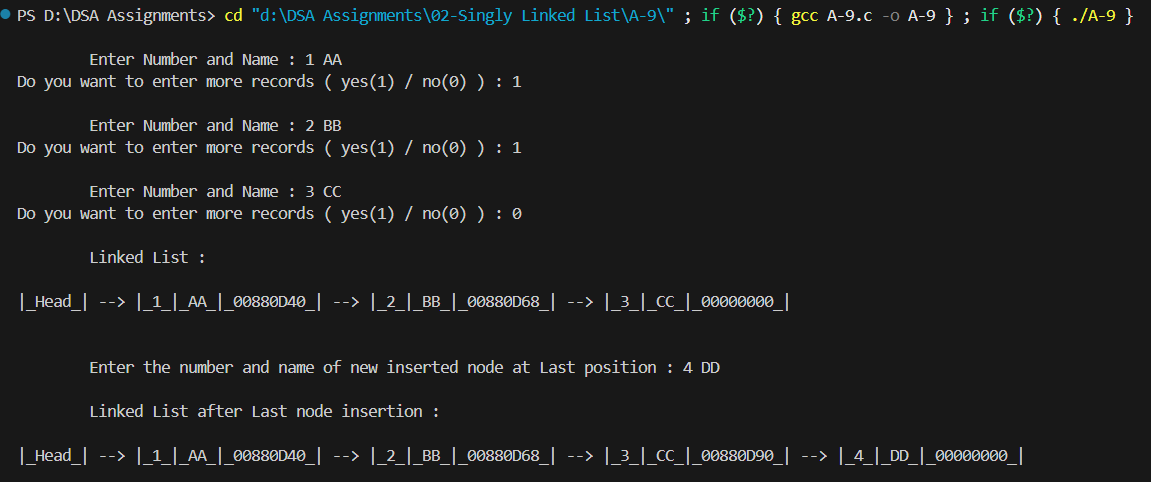 PS D:\DSA Assignments> cd "d:\DSA Assignments\02-Singly Linked List\A-9\" ; if ($?) { gcc A-9.c -o A-9 } ; if ($?) { ./A-9 }
Enter Number and Name : 1 AA
Do you want to enter more records ( yes(1) / no(0) ) : 1
Enter Number and Name : 2 BB
Do you want to enter more records ( yes(1) / no(0) ) : 1
Enter Number and Name : 3 CC
Do you want to enter more records ( yes(1) / no(0) ) : 0
Linked List :
|_Head_| --> |_1_|_AA_|_00880D40_| --> |_2_|_BB_|_00880D68_| --> |_3_|_CC_|_00000000_|
Enter the number and name of new inserted node at Last position : 4 DD
Linked List after Last node insertion :
|_Head_| --> |_1_|_AA_|_00880D40_| --> |_2_|_BB_|_00880D68_| --> |_3_|_CC_|_00880D90_| --> |_4_|_DD_|_00000000_|